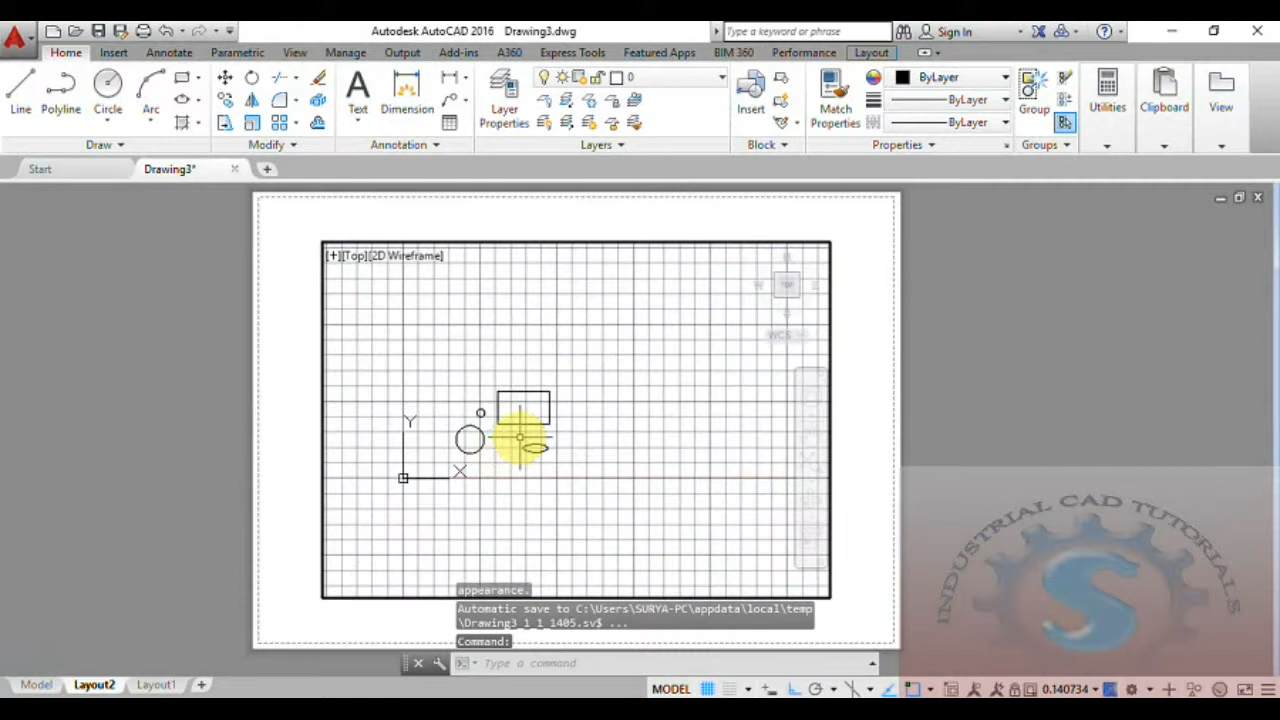 Autodesk AutoCAD 2016 Drawing3.dwg
Type a keyword or phrase
Sign In
Home Insert Annotate Parametric View Manage Output Add-ins A360 Express Tools Featured Apps BIM 360 Performance Layout
0
ByLayer
ByLayer
ByLayer
Line Polyline Circle Arc
Text Dimension
Layer Properties
Insert
Match Properties
Group
Utilities Clipboard View
Draw Modify Annotation Layers Block Properties Groups
Start Drawing3*
[+][Top][2D Wireframe]
TOP
WCS
Y
X
appearance.
Automatic save to C:\Users\SURYA-PC\appdata\local\temp
\Drawing3_1_1_1405.sv$ ...
Command:
Type a command
INDUSTRIAL CAD TUTORIALS
Model Layout2 Layout1 +
MODEL
0.140734